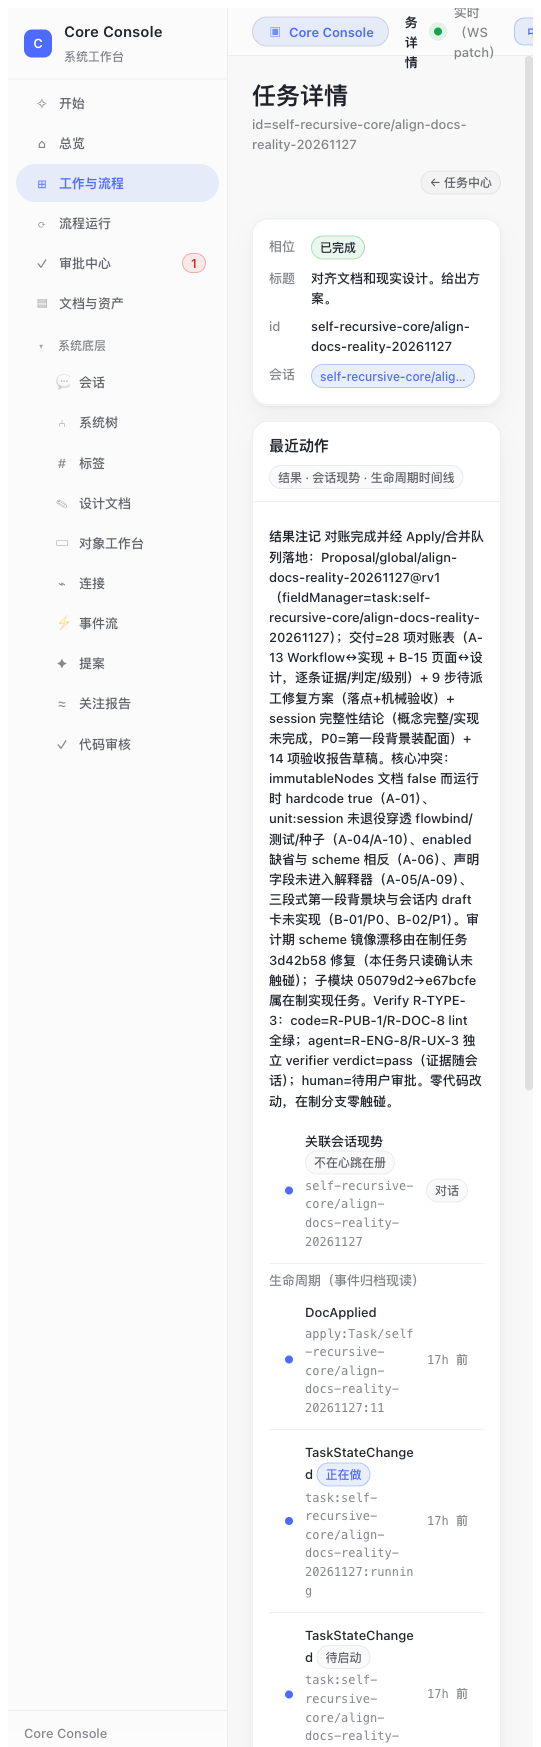 C
Core Console
系统工作台
开始
总览
工作与流程
流程运行
审批中心
1
文档与资产
系统底层
会话
系统树
# 标签
设计文档
对象工作台
连接
事件流
提案
关注报告
代码审核
Core Console
Core Console
务详情
实时（WS patch）
任务详情
id=self-recursive-core/align-docs-
reality-20261127
← 任务中心
相位 已完成
标题 对齐文档和现实设计。给出方
案。
id self-recursive-core/align-
docs-reality-20261127
会话 self-recursive-core/alig...
最近动作
结果 · 会话现势 · 生命周期时间线
结果注记 对账完成并经 Apply/合并队
列落地：Proposal/global/align-
docs-reality-20261127@rv1
（fieldManager=task:self-
recursive-core/align-docs-reality-
20261127）；交付=28 项对账表（A-
13 Workflow↔实现 + B-15 页面↔设
计，逐条证据/判定/级别）+ 9 步待派
工修复方案（落点+机械验收）+
session 完整性结论（概念完整/实现
未完成，P0=第一段背景装配面）+
14 项验收报告草稿。核心冲突：
immutableNodes 文档 false 而运行
时 hardcode true（A-01）、
unit:session 未退役穿透 flowbind/
测试/种子（A-04/A-10）、enabled
缺省与 scheme 相反（A-06）、声明
字段未进入解释器（A-05/A-09）、
三段式第一段背景块与会话内 draft
卡未实现（B-01/P0、B-02/P1）。审
计期 scheme 镜像漂移由在制任务
3d42b58 修复（本任务只读确认未
触碰）；子模块 05079d2→e67bcfe
属在制实现任务。Verify R-TYPE-
3：code=R-PUB-1/R-DOC-8 lint
全绿；agent=R-ENG-8/R-UX-3 独
立 verifier verdict=pass（证据随会
话）；human=待用户审批。零代码改
动，在制分支零触碰。
关联会话现势
不在心跳在册
self-recursive-
core/align-
docs-reality-
20261127
对话
生命周期（事件归档现读）
DocApplied
apply:Task/self
-recursive-
core/align-
docs-reality-
20261127:11
17h 前
TaskStateChange
d 正在做
task:self-
recursive-
core/align-
docs-reality-
20261127:runnin
g
17h 前
TaskStateChange
d 待启动
task:self-
recursive-
core/align-
docs-reality-
17h 前